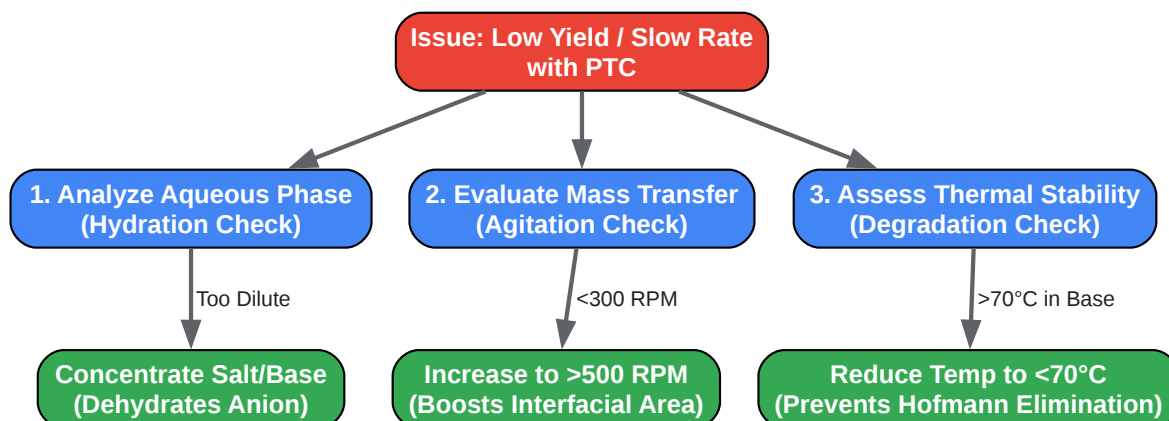 Issue: Low Yield / Slow Rate
with PTC
1. Analyze Aqueous Phase
(Hydration Check)
2. Evaluate Mass Transfer
(Agitation Check)
3. Assess Thermal Stability
(Degradation Check)
Too Dilute
<300 RPM
>70°C in Base
Concentrate Salt/Base
(Dehydrates Anion)
Increase to >500 RPM
(Boosts Interfacial Area)
Reduce Temp to <70°C
(Prevents Hofmann Elimination)